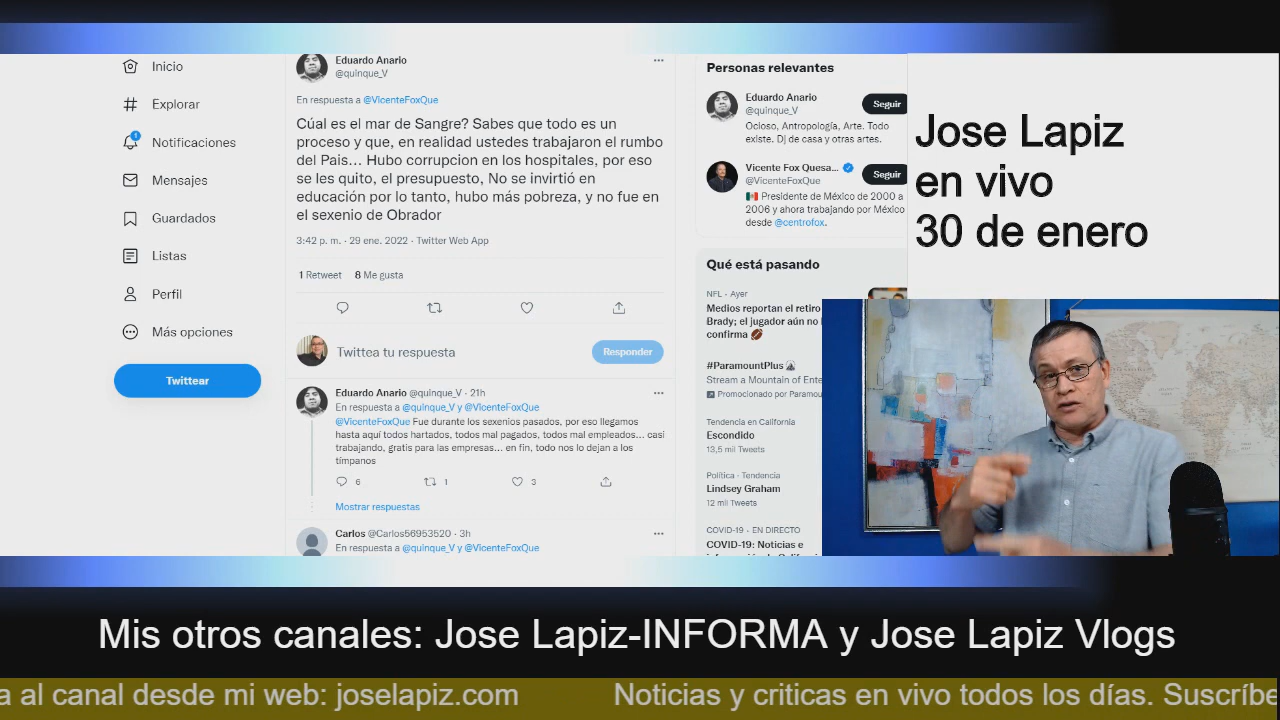 Inicio
Explorar
1
Notificaciones
Mensajes
Guardados
Listas
Perfil
Más opciones
Twittear
Eduardo Anario
@quinque_V
En respuesta a @VicenteFoxQue
Cúal es el mar de Sangre? Sabes que todo es un
proceso y que, en realidad ustedes trabajaron el rumbo
del Pais... Hubo corrupcion en los hospitales, por eso
se les quito, el presupuesto, No se invirtió en
educación por lo tanto, hubo más pobreza, y no fue en
el sexenio de Obrador
3:42 p. m. · 29 ene. 2022 · Twitter Web App
1 Retweet 8 Me gusta
Twittea tu respuesta
Responder
Eduardo Anario @quinque_V · 21h
En respuesta a @quinque_V y @VicenteFoxQue
@VicenteFoxQue Fue durante los sexenios pasados, por eso llegamos
hasta aquí todos hartados, todos mal pagados, todos mal empleados... casí
trabajando, gratis para las empresas... en fin, todo nos lo dejan a los
tímpanos
6 1 3
Mostrar respuestas
Carlos @Carlos56953520 · 3h
En respuesta a @quinque_V y @VicenteFoxQue
Personas relevantes
Eduardo Anario
@quinque_V
Seguir
Ocioso, Antropología, Arte. Todo
existe. Dj de casa y otras artes.
Vicente Fox Quesa...
@VicenteFoxQue
Seguir
Presidente de México de 2000 a
2006 y ahora trabajando por México
desde @centrofox.
Qué está pasando
NFL · Ayer
Medios reportan el retiro
Brady; el jugador aún no
confirma
#ParamountPlus
Stream a Mountain of Ente
Promocionado por Paramou
Tendencia en California
Escondido
13,5 mil Tweets
Política · Tendencia
Lindsey Graham
12 mil Tweets
COVID-19 · EN DIRECTO
COVID-19: Noticias e
Jose Lapiz
en vivo
30 de enero
Mis otros canales: Jose Lapiz-INFORMA y Jose Lapiz Vlogs
a al canal desde mi web: joselapiz.com Noticias y criticas en vivo todos los días. Suscríbe